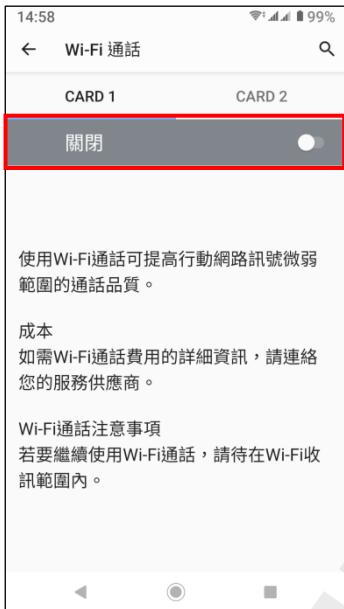 14:58 99%
Wi-Fi 通話
CARD 1 CARD 2
關閉
使用Wi-Fi通話可提高行動網路訊號微弱
範圍的通話品質。
成本
如需Wi-Fi通話費用的詳細資訊，請連絡
您的服務供應商。
Wi-Fi通話注意事項
若要繼續使用Wi-Fi通話，請待在Wi-Fi收
訊範圍內。